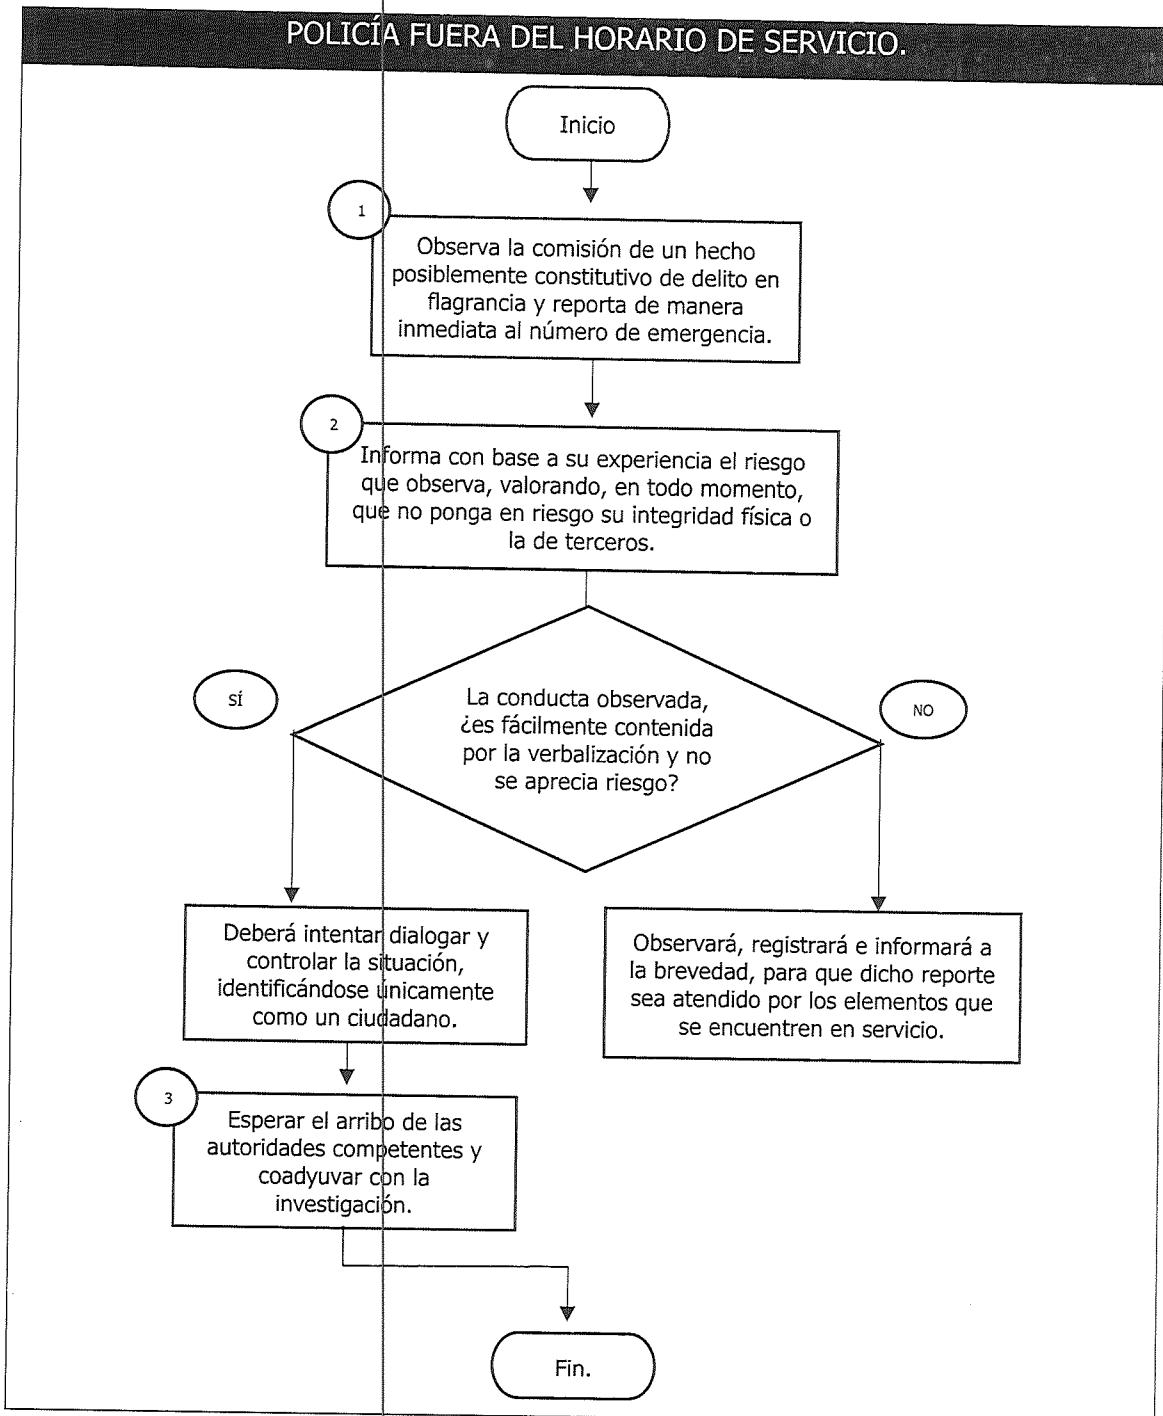 POLICÍA FUERA DEL HORARIO DE SERVICIO.
Inicio
1
Observa la comisión de un hecho
posiblemente constitutivo de delito en
flagrancia y reporta de manera
inmediata al número de emergencia.
2
Informa con base a su experiencia el riesgo
que observa, valorando, en todo momento,
que no ponga en riesgo su integridad física o
la de terceros.
La conducta observada,
¿es fácilmente contenida
por la verbalización y no
se aprecia riesgo?
SÍ
NO
Deberá intentar dialogar y
controlar la situación,
identificándose únicamente
como un ciudadano.
Observará, registrará e informará a
la brevedad, para que dicho reporte
sea atendido por los elementos que
se encuentren en servicio.
3
Esperar el arribo de las
autoridades competentes y
coadyuvar con la
investigación.
Fin.